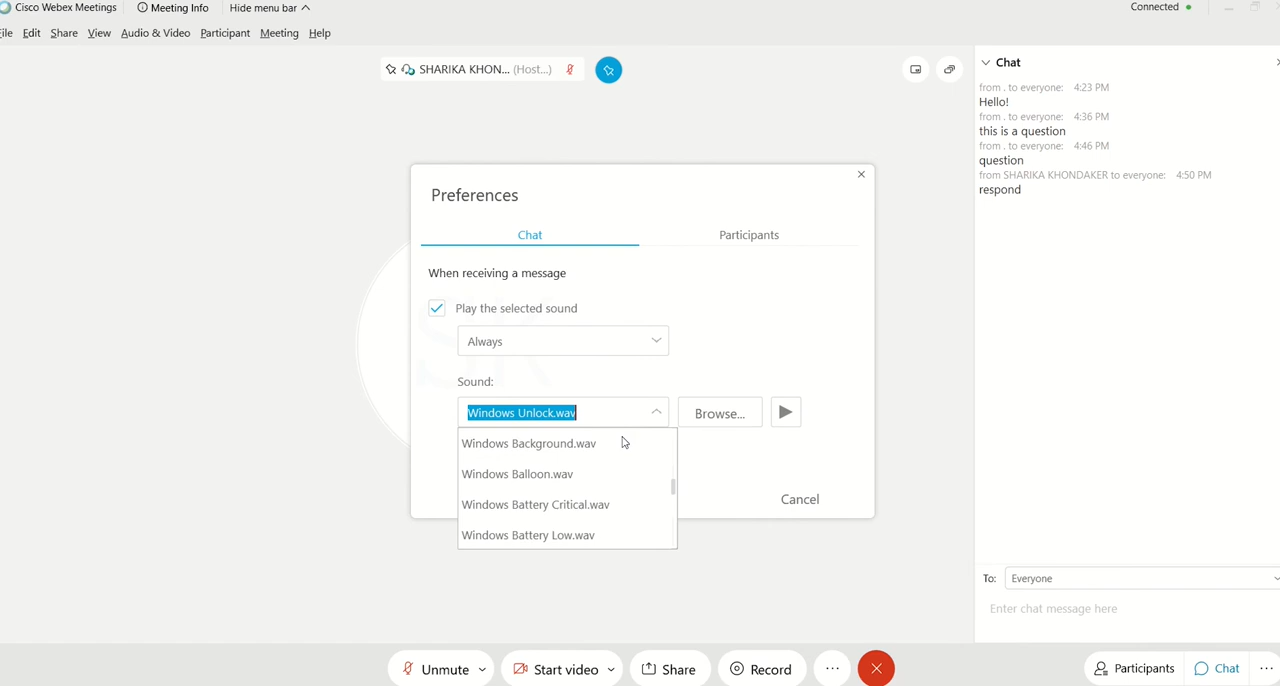 Cisco Webex Meetings Meeting Info Hide menu bar Connected
ile Edit Share View Audio & Video Participant Meeting Help
SHARIKA KHON... (Host...)
Chat
from . to everyone: 4:23 PM
Hello!
from . to everyone: 4:36 PM
this is a question
from . to everyone: 4:46 PM
question
from SHARIKA KHONDAKER to everyone: 4:50 PM
respond
Preferences
Chat Participants
When receiving a message
Play the selected sound
Always
Sound:
Windows Unlock.wav Browse...
Windows Background.wav
Windows Balloon.wav
Windows Battery Critical.wav
Windows Battery Low.wav
Cancel
To: Everyone
Enter chat message here
Unmute Start video Share Record ... Participants Chat ...